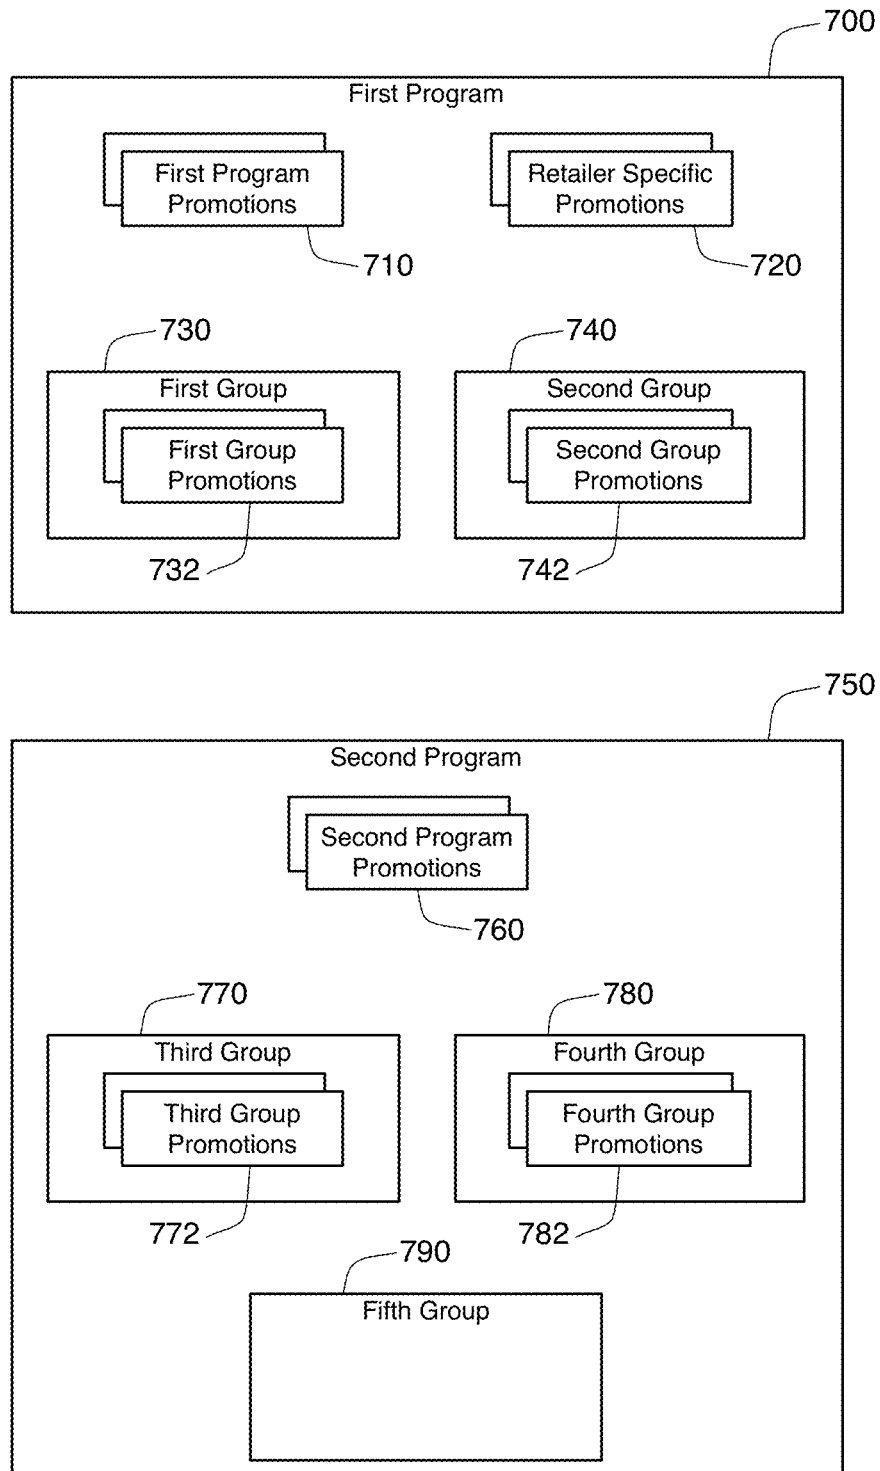 700
First Program
First Program
Promotions
Retailer Specific
Promotions
710
720
730
740
First Group
Second Group
First Group
Promotions
Second Group
Promotions
732
742
750
Second Program
Second Program
Promotions
760
770
780
Third Group
Fourth Group
Third Group
Promotions
Fourth Group
Promotions
772
782
790
Fifth Group